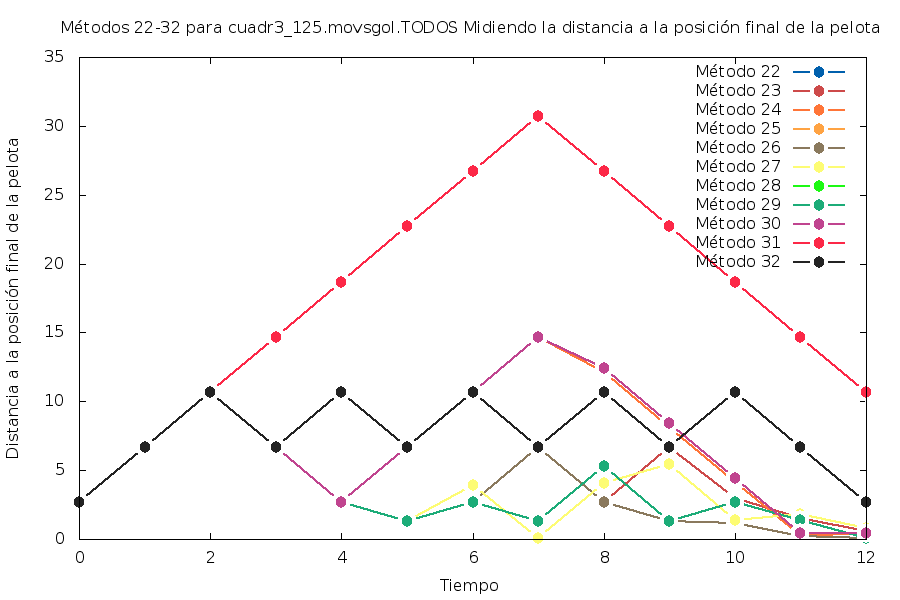 Métodos 22-32 para cuadr3_125.movsgol.TODOS Midiendo la distancia a la posición final de la pelota
35
30
25
20
15
10
5
0
Distancia a la posición final de la pelota
Método 22
Método 23
Método 24
Método 25
Método 26
Método 27
Método 28
Método 29
Método 30
Método 31
Método 32
0 2 4 6 8 10 12
Tiempo